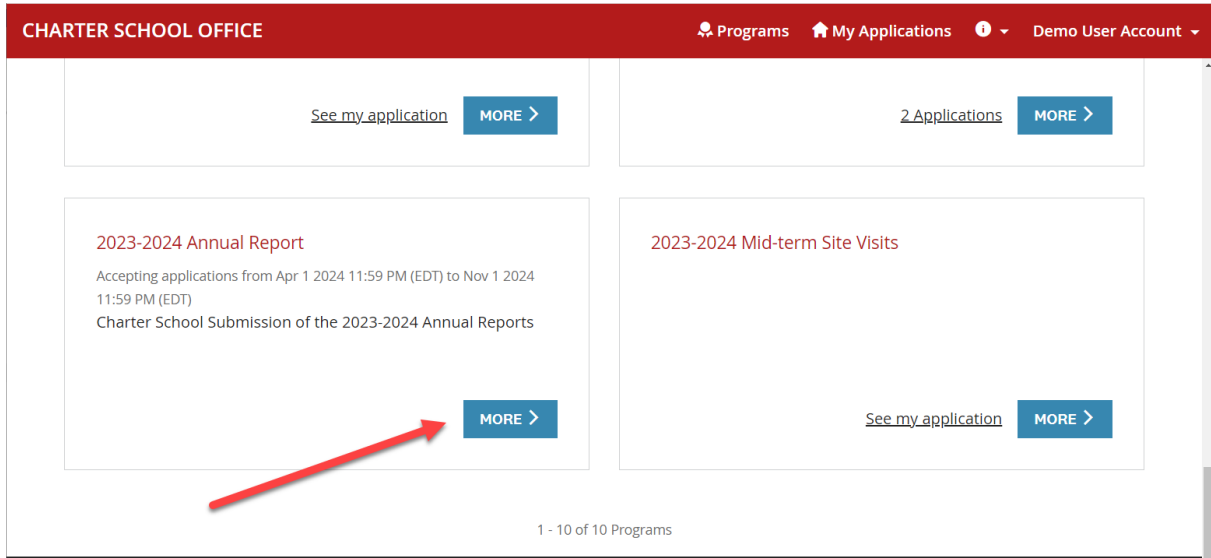 CHARTER SCHOOL OFFICE
Programs
My Applications
Demo User Account
See my application
MORE
2 Applications
MORE
2023-2024 Annual Report
Accepting applications from Apr 1 2024 11:59 PM (EDT) to Nov 1 2024
11:59 PM (EDT)
Charter School Submission of the 2023-2024 Annual Reports
MORE
2023-2024 Mid-term Site Visits
See my application
MORE
1 - 10 of 10 Programs